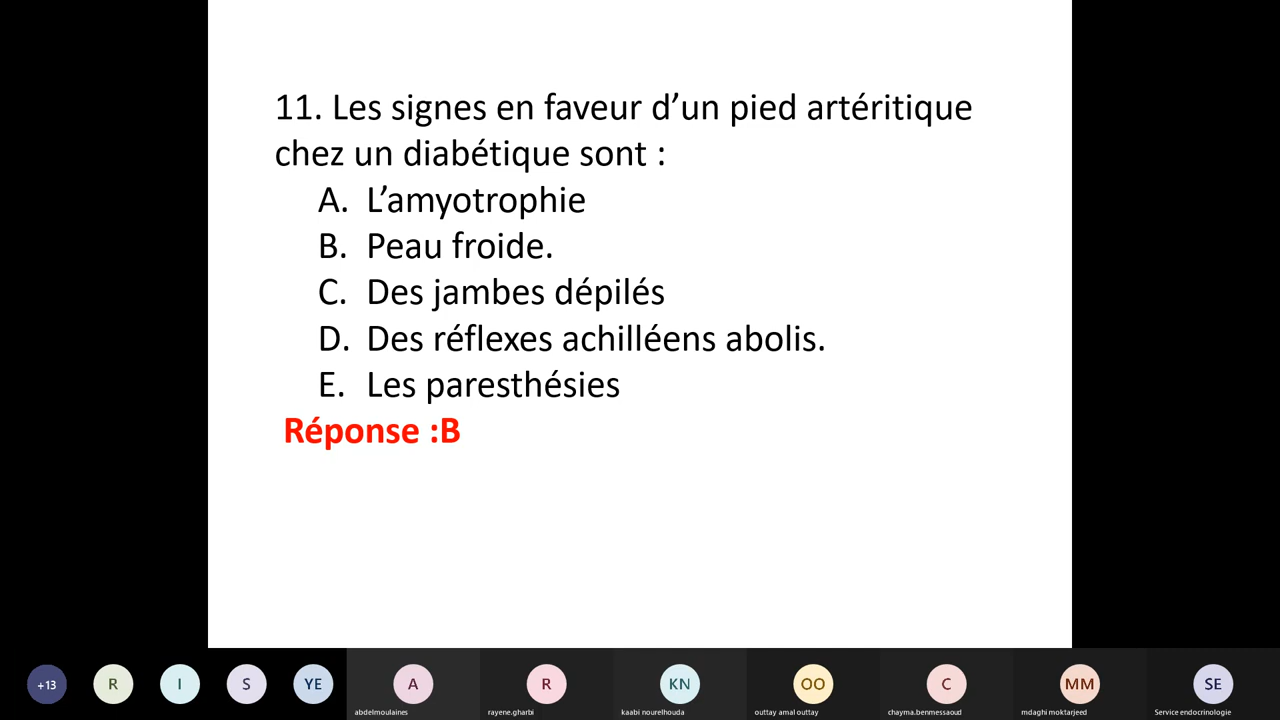 11. Les signes en faveur d’un pied artéritique
chez un diabétique sont :
A. L’amyotrophie
B. Peau froide.
C. Des jambes dépilés
D. Des réflexes achilléens abolis.
E. Les paresthésies
Réponse :B
+13
R
I
S
YE
A
R
KN
OO
C
MM
SE
abdelmoulaines
rayene.gharbi
kaabi nourelhouda
outtay amal outtay
chayma.benmessaoud
mdaghi moktarjeed
Service endocrinologie